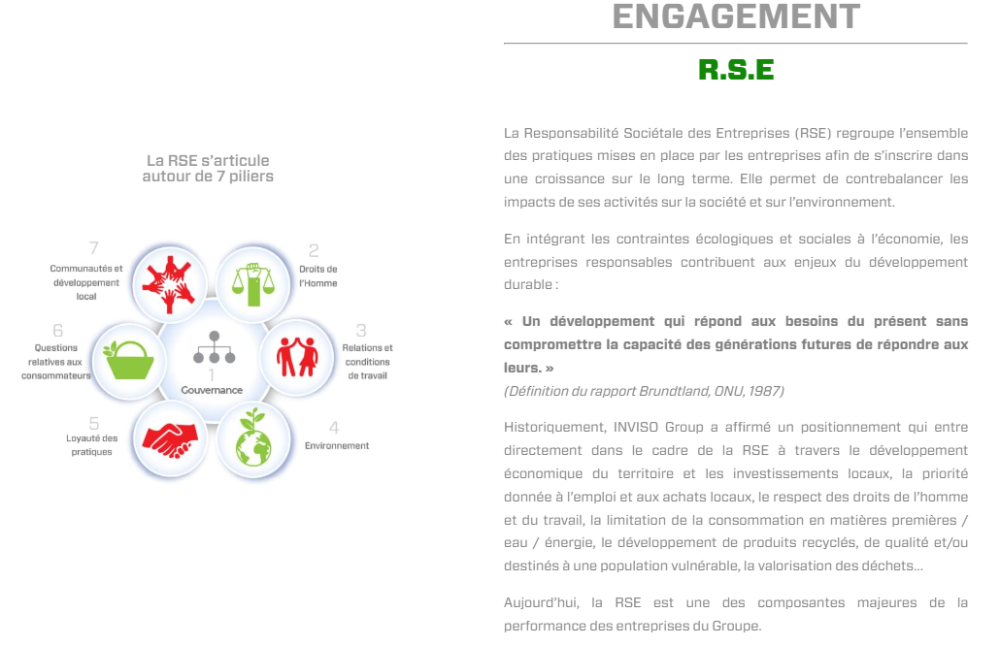 ENGAGEMENT
R.S.E
La RSE s’articule
autour de 7 piliers
7
Communautés et
développement
local
2
Droits de
l’Homme
6
Questions
relatives aux
consommateurs
3
Relations et
conditions
de travail
1
Gouvernance
5
Loyauté des
pratiques
4
Environnement
La Responsabilité Sociétale des Entreprises (RSE) regroupe l’ensemble
des pratiques mises en place par les entreprises afin de s’inscrire dans
une croissance sur le long terme. Elle permet de contrebalancer les
impacts de ses activités sur la société et sur l’environnement.
En intégrant les contraintes écologiques et sociales à l’économie, les
entreprises responsables contribuent aux enjeux du développement
durable :
« Un développement qui répond aux besoins du présent sans
compromettre la capacité des générations futures de répondre aux
leurs. »
(Définition du rapport Brundtland, ONU, 1987)
Historiquement, INVISO Group a affirmé un positionnement qui entre
directement dans le cadre de la RSE à travers le développement
économique du territoire et les investissements locaux, la priorité
donnée à l’emploi et aux achats locaux, le respect des droits de l’homme
et du travail, la limitation de la consommation en matières premières /
eau / énergie, le développement de produits recyclés, de qualité et/ou
destinés à une population vulnérable, la valorisation des déchets...
Aujourd’hui, la RSE est une des composantes majeures de la
performance des entreprises du Groupe.